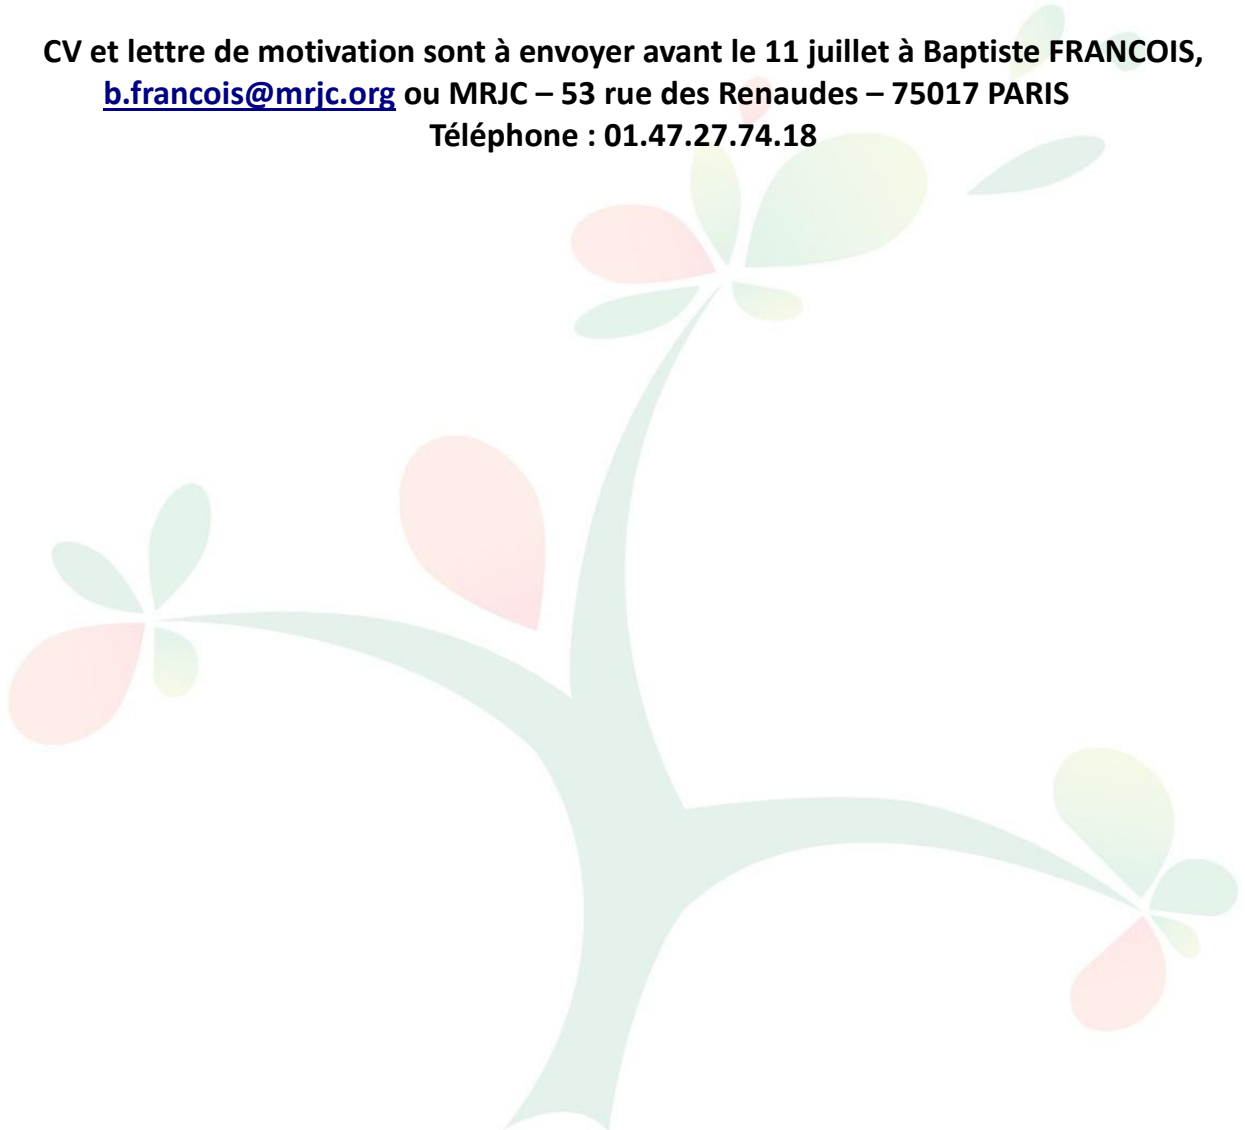 CV et lettre de motivation sont à envoyer avant le 11 juillet à Baptiste FRANCOIS,
b.francois@mrjc.org ou MRJC – 53 rue des Renaudes – 75017 PARIS
Téléphone : 01.47.27.74.18